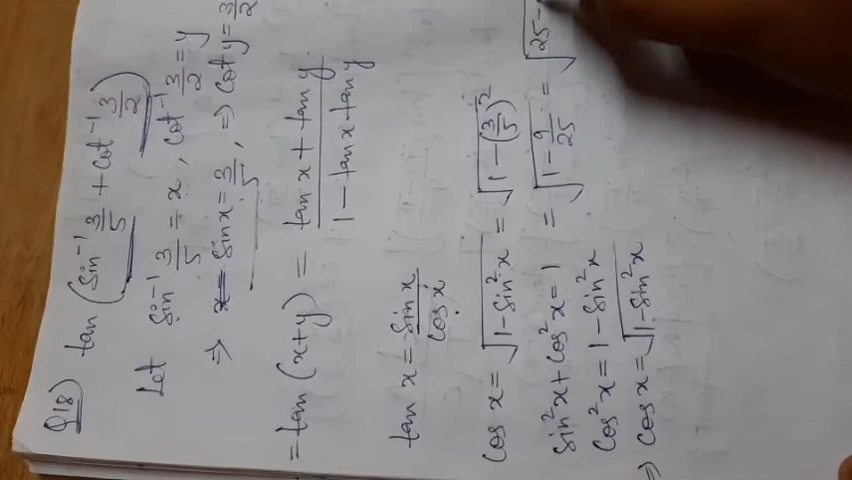 Q18) tan(sin⁻¹ 3/5 + cot⁻¹ 3/2)
Let sin⁻¹ 3/5 = x, cot⁻¹ 3/2 = y
⇒ sin x = 3/5, ⇒ cot y = 3/2
= tan(x+y) = (tan x + tan y)/(1 - tan x tan y)
tan x = sin x/cos x
cos x = √(1-sin²x) = √(1-(3/5)²)
sin²x + cos²x = 1 = √(1-9/25) = √25-
cos²x = 1-sin²x
⇒ cos x = √(1-sin²x)